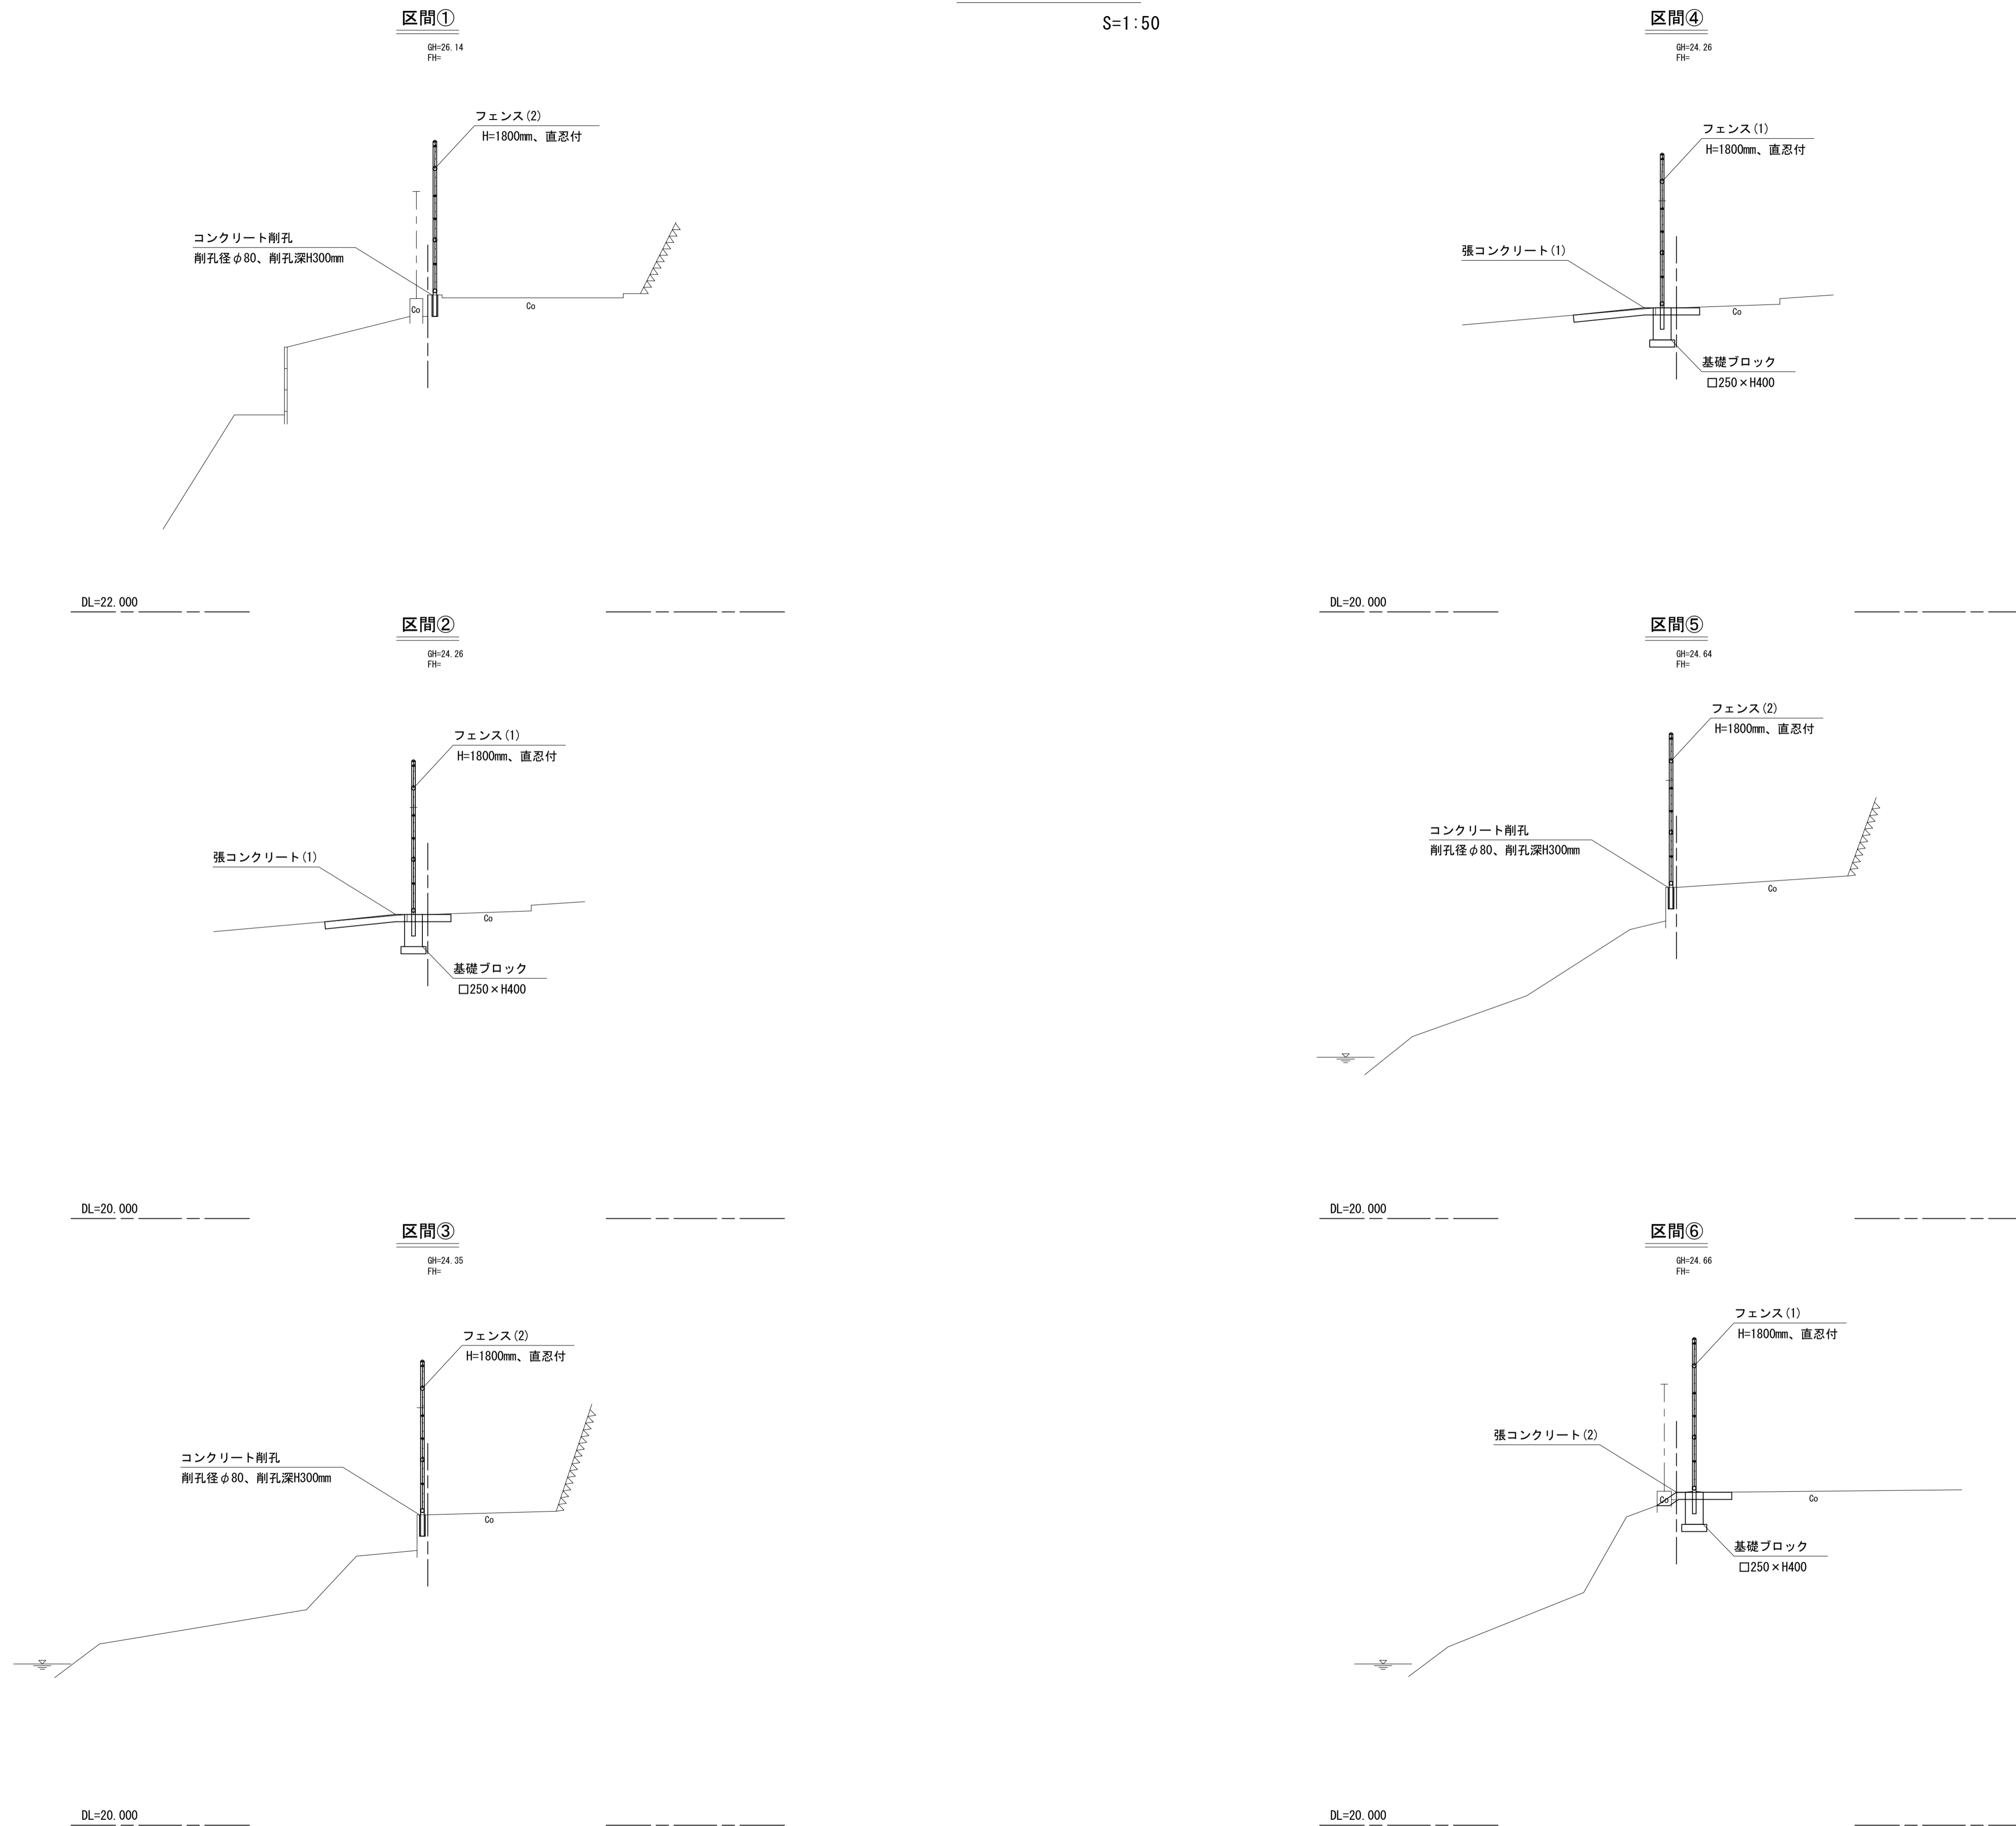 S=1:50
区間①
GH=26.14
FH=
フェンス(2)
H=1800mm、直忍付
コンクリート削孔
削孔径φ80、削孔深H300mm
Co
Co
DL=22.000
区間②
GH=24.26
FH=
フェンス(1)
H=1800mm、直忍付
張コンクリート(1)
Co
基礎ブロック
□250×H400
DL=20.000
区間③
GH=24.35
FH=
フェンス(2)
H=1800mm、直忍付
コンクリート削孔
削孔径φ80、削孔深H300mm
Co
DL=20.000
区間④
GH=24.26
FH=
フェンス(1)
H=1800mm、直忍付
張コンクリート(1)
Co
基礎ブロック
□250×H400
DL=20.000
区間⑤
GH=24.64
FH=
フェンス(2)
H=1800mm、直忍付
コンクリート削孔
削孔径φ80、削孔深H300mm
Co
DL=20.000
区間⑥
GH=24.66
FH=
フェンス(1)
H=1800mm、直忍付
張コンクリート(2)
Co
Co
基礎ブロック
□250×H400
DL=20.000